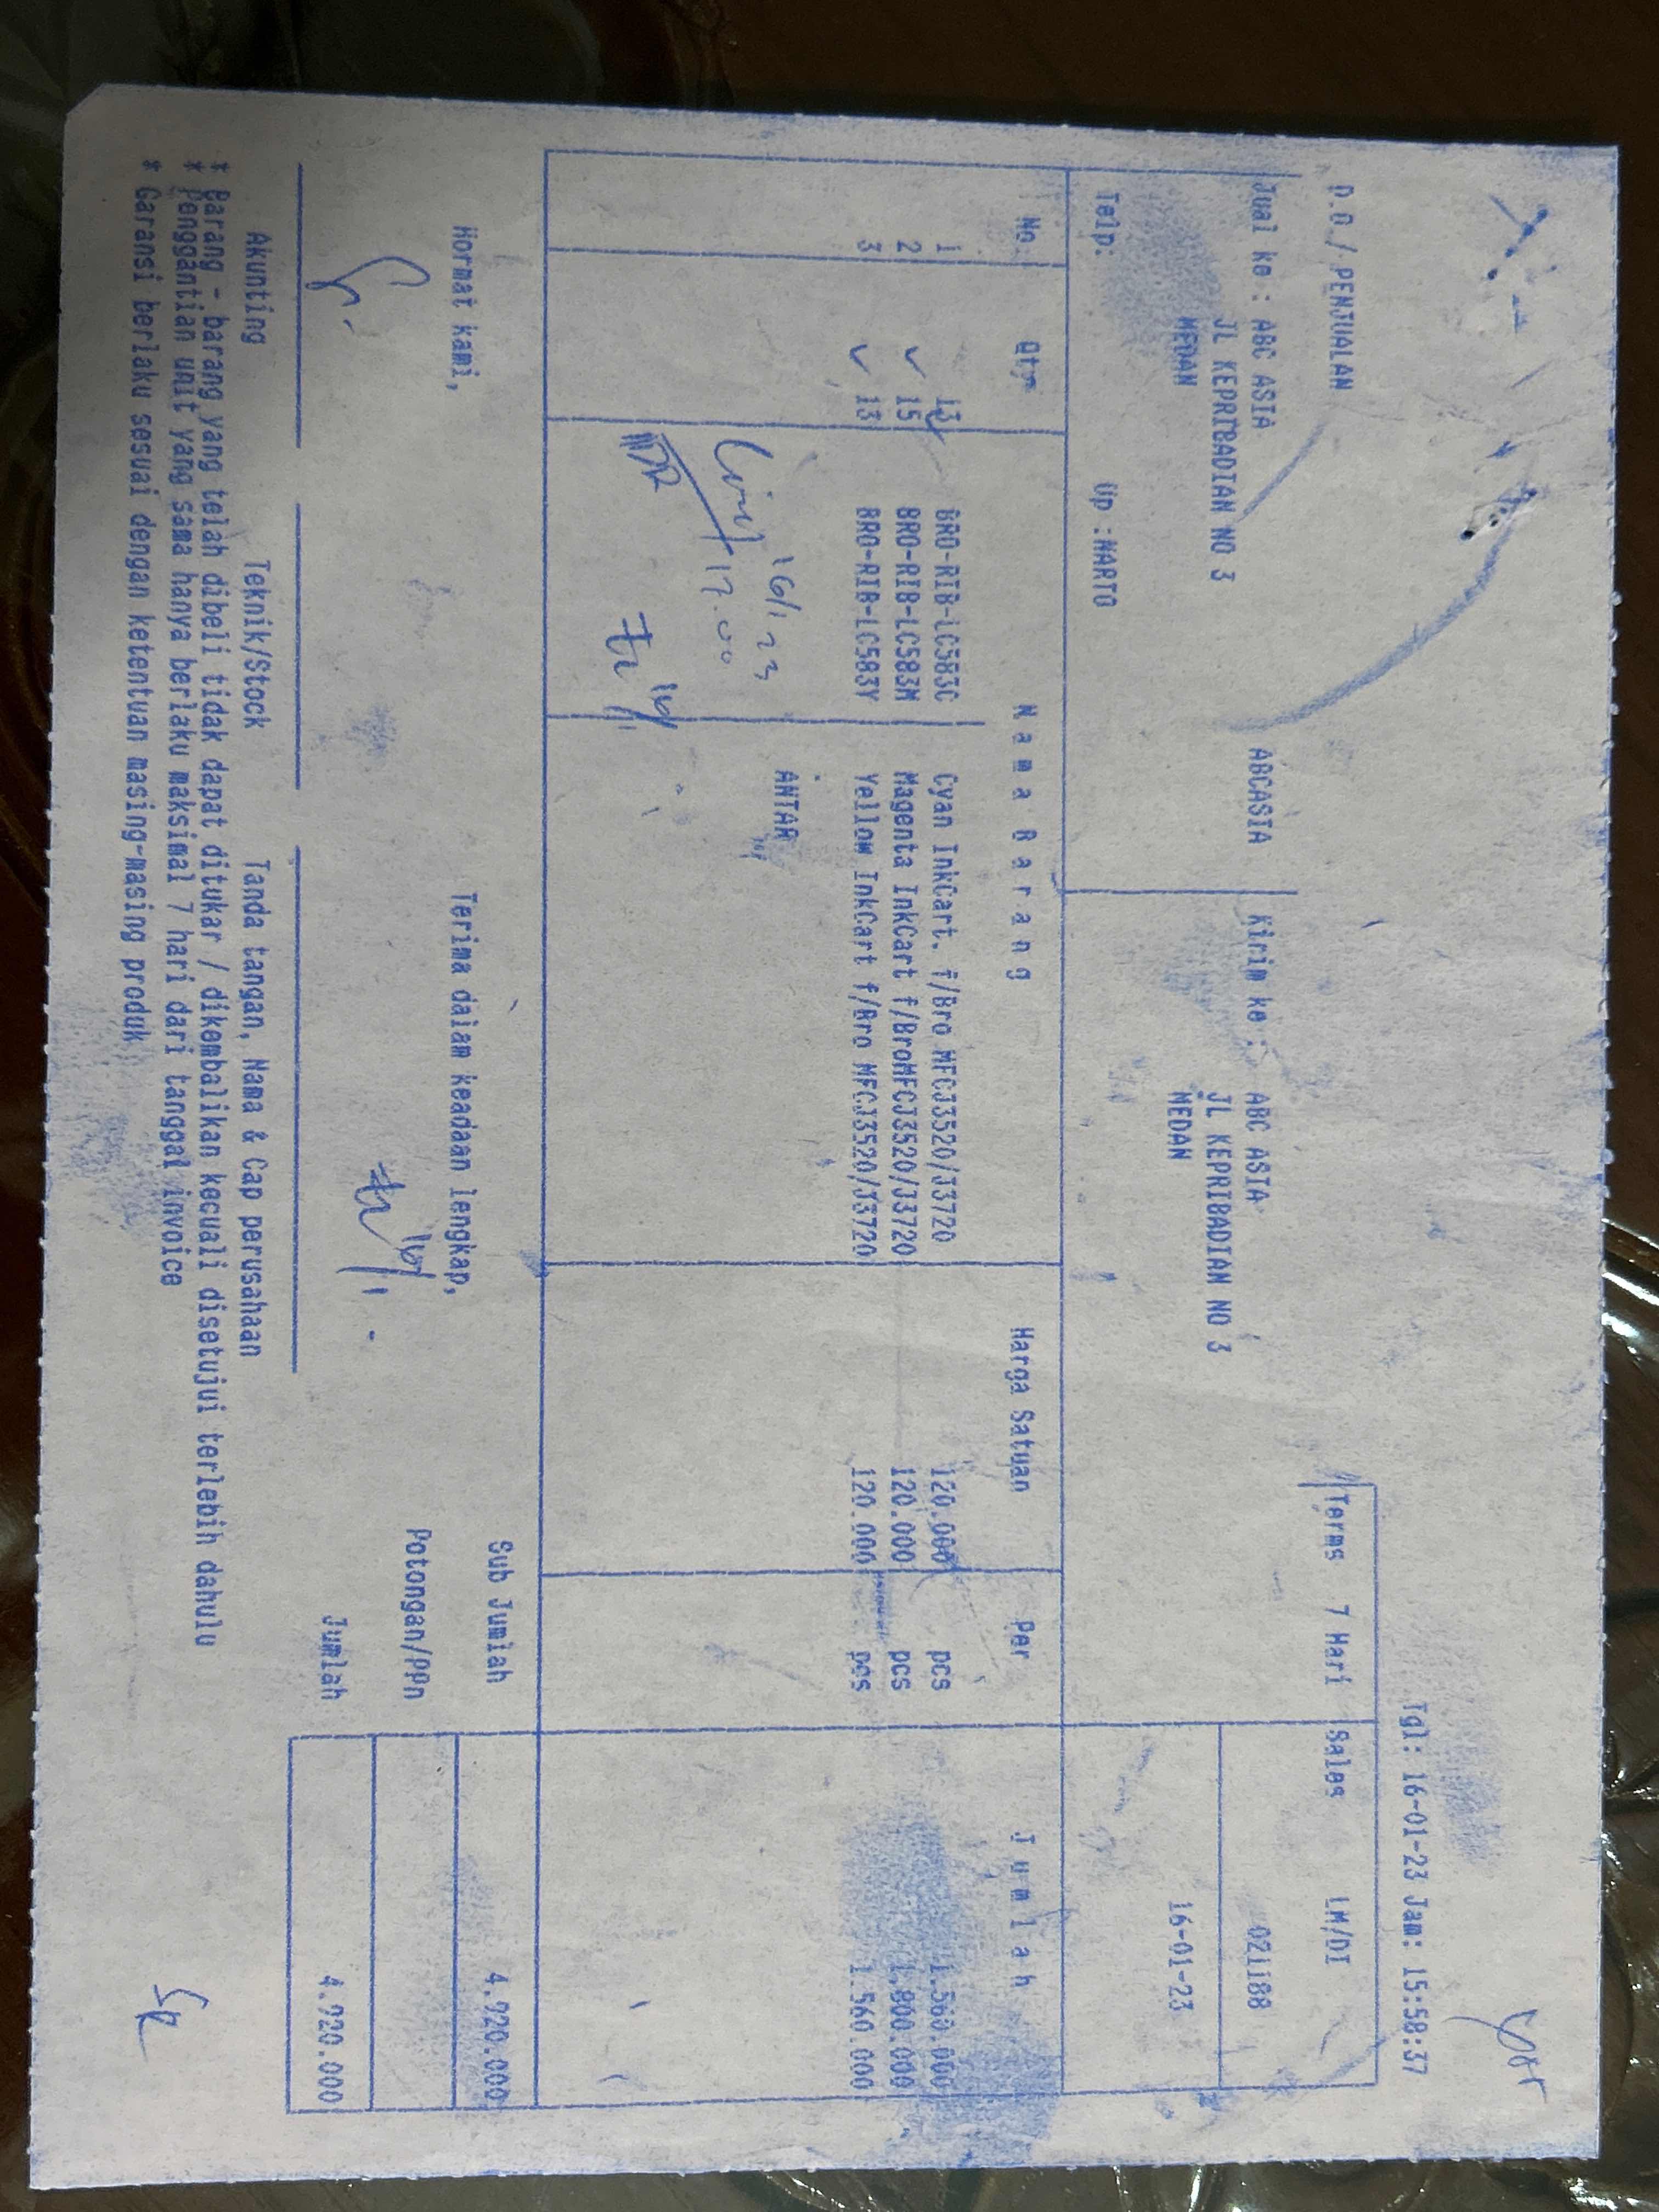 Tgl: 16-01-23 Jam: 15:58:37
D.O / PENJUALAN
Terms 7 Hari Sales LM/DI
Jual ke : ABC ASIA ABCASIA Kirim ke : ABC ASIA 021188
JL KEPRIBADIAN NO 3 JL KEPRIBADIAN NO 3
MEDAN MEDAN 16-01-23
Telp: Up :MARTO
No. Qty Nama Barang Harga Satuan Per Jumlah
1 13 BRO-RIB-LC583C Cyan InkCart. f/Bro MFCJ3520/J3720 120.000 pcs 1.560.000
2 15 BRO-RIB-LC583M Magenta InkCart f/BroMFCJ3520/J3720 120.000 pcs 1.800.000
3 13 BRO-RIB-LC583Y Yellow InkCart f/Bro MFCJ3520/J3720 120.000 pcs 1.560.000
ANTAR
16/1 23
17.00
Sub Jumlah 4.920.000
Hormat kami, Terima dalam keadaan lengkap,
Potongan/PPn
Jumlah 4.920.000
Akunting Teknik/Stock Tanda tangan, Nama & Cap perusahaan
* Barang - barang yang telah dibeli tidak dapat ditukar / dikembalikan kecuali disetujui terlebih dahulu
* Penggantian unit yang sama hanya berlaku maksimal 7 hari dari tanggal invoice
* Garansi berlaku sesuai dengan ketentuan masing-masing produk